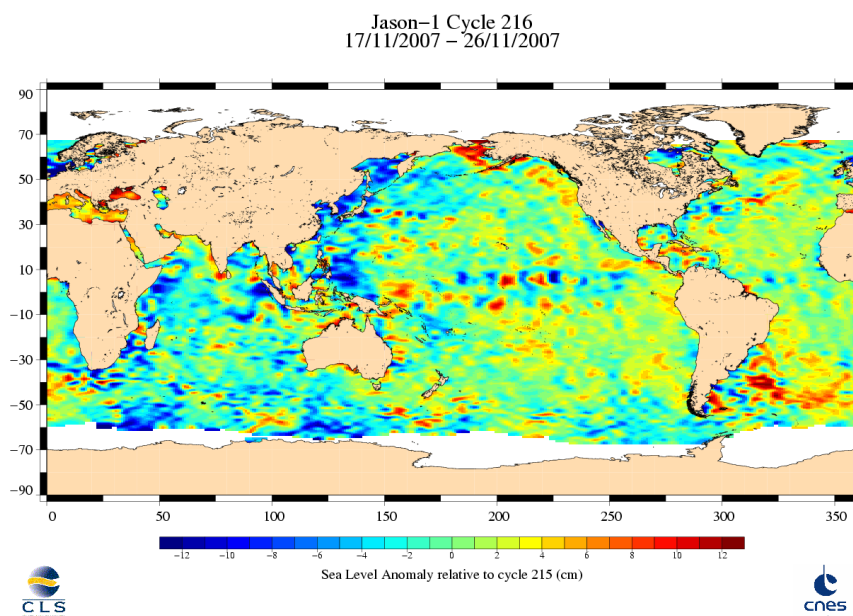 Jason−1 Cycle 216
17/11/2007 − 26/11/2007
90
70
50
30
10
−10
−30
−50
−70
−90
0 50 100 150 200 250 300 350
−12 −10 −8 −6 −4 −2 0 2 4 6 8 10 12
Sea Level Anomaly relative to cycle 215 (cm)
CLS
cnes